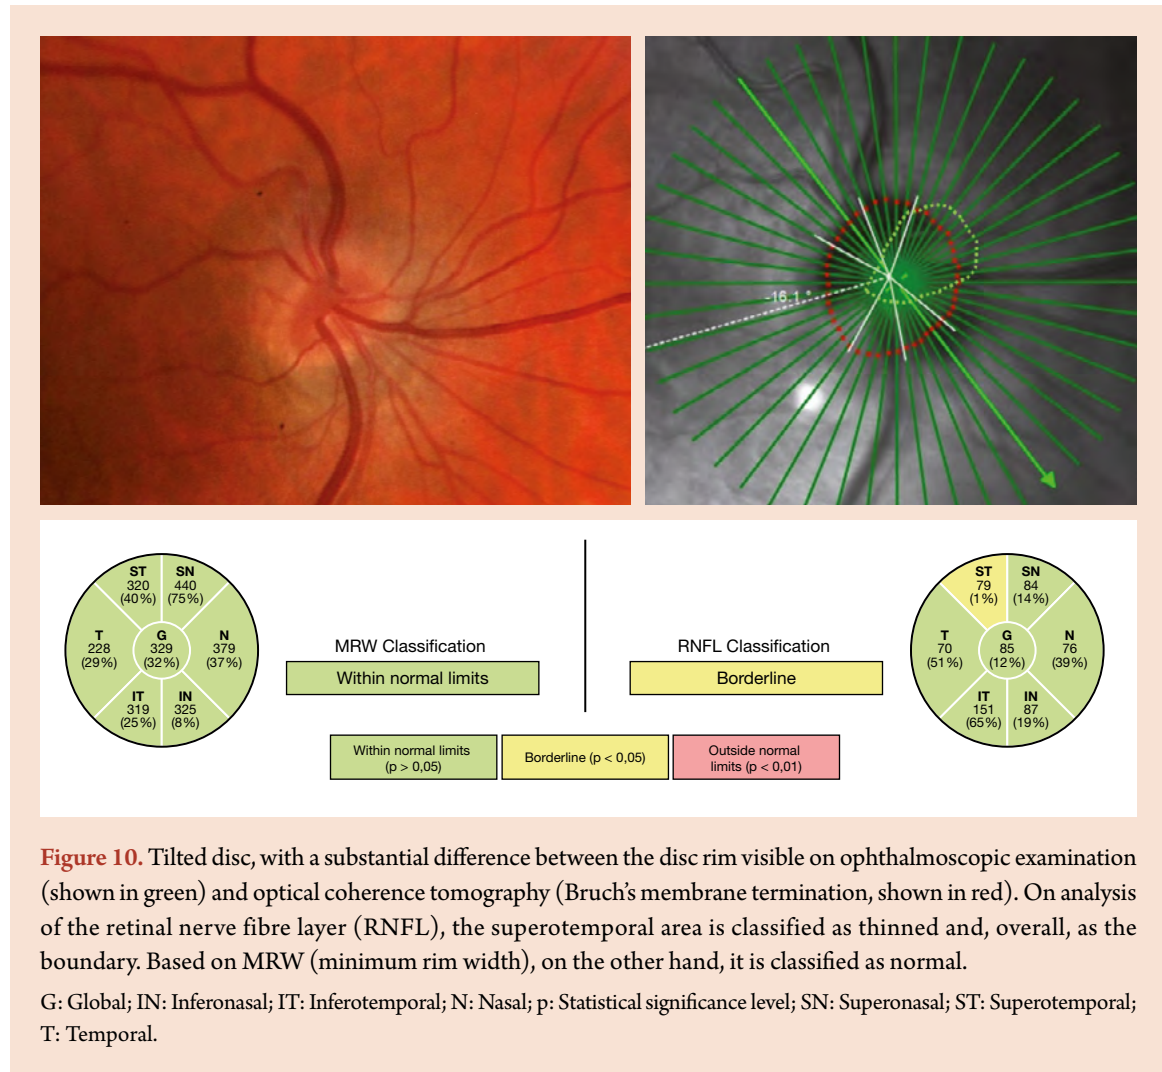 -16.1 °
ST
320
(40%)
SN
440
(75%)
T
228
(29%)
G
329
(32%)
N
379
(37%)
IT
319
(25%)
IN
325
(8%)
MRW Classification
Within normal limits
RNFL Classification
Borderline
ST
79
(1%)
SN
84
(14%)
T
70
(51%)
G
85
(12%)
N
76
(39%)
IT
151
(65%)
IN
87
(19%)
Within normal limits
(p > 0,05)
Borderline (p < 0,05)
Outside normal
limits (p < 0,01)
Figure 10. Tilted disc, with a substantial difference between the disc rim visible on ophthalmoscopic examination
(shown in green) and optical coherence tomography (Bruch’s membrane termination, shown in red). On analysis
of the retinal nerve fibre layer (RNFL), the superotemporal area is classified as thinned and, overall, as the
boundary. Based on MRW (minimum rim width), on the other hand, it is classified as normal.
G: Global; IN: Inferonasal; IT: Inferotemporal; N: Nasal; p: Statistical significance level; SN: Superonasal; ST: Superotemporal;
T: Temporal.